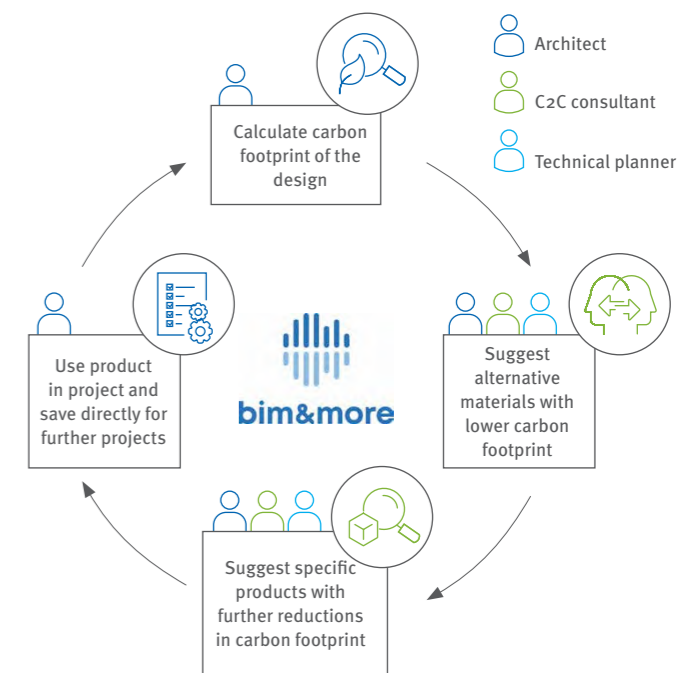 Architect
C2C consultant
Technical planner
Calculate carbon
footprint of the
design
Suggest
alternative
materials with
lower carbon
footprint
Suggest specific
products with
further reductions
in carbon footprint
Use product
in project and
save directly for
further projects
bim&more